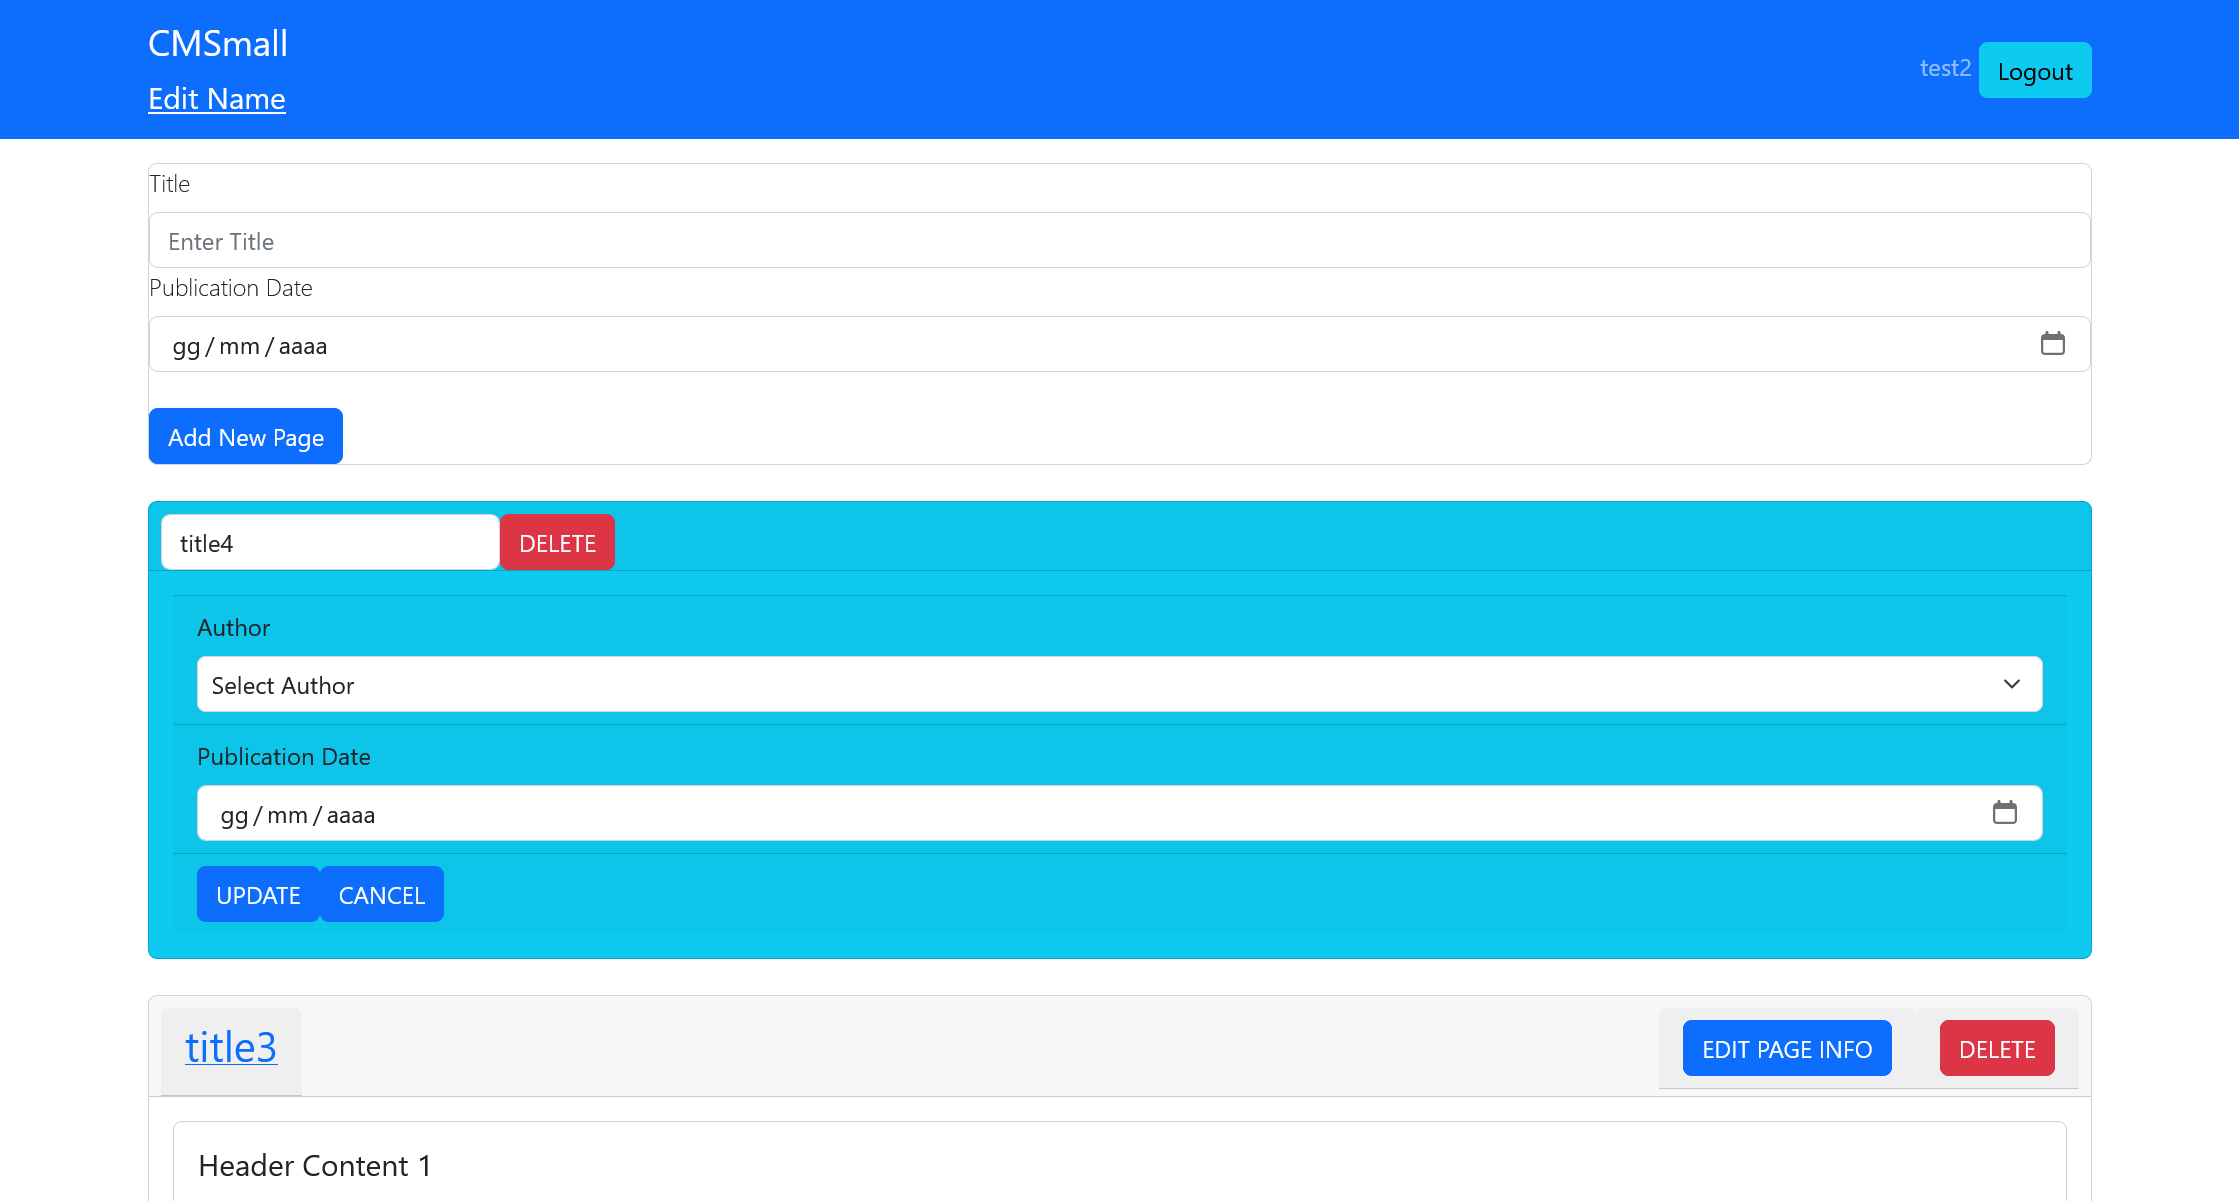 CMSmall
Edit Name
test2
Logout
Title
Enter Title
Publication Date
gg/mm/aaaa
Add New Page
title4
DELETE
Author
Select Author
Publication Date
gg/mm/aaaa
UPDATE
CANCEL
title3
EDIT PAGE INFO
DELETE
Header Content 1